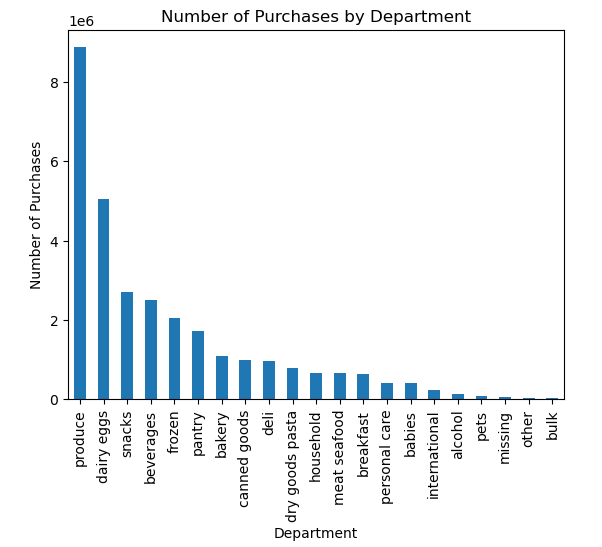 Number of Purchases by Department
1e6
8
6
4
2
0
Number of Purchases
produce
dairy eggs
snacks
beverages
frozen
pantry
bakery
canned goods
deli
dry goods pasta
household
meat seafood
breakfast
personal care
babies
international
alcohol
pets
missing
other
bulk
Department